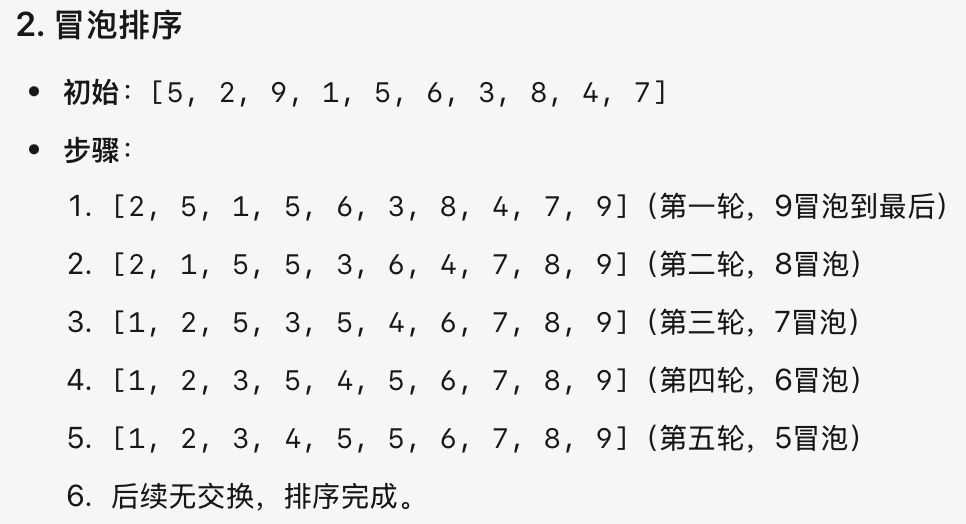 2. 冒泡排序
• 初始：[5, 2, 9, 1, 5, 6, 3, 8, 4, 7]
• 步骤：
1. [2, 5, 1, 5, 6, 3, 8, 4, 7, 9]（第一轮，9冒泡到最后）
2. [2, 1, 5, 5, 3, 6, 4, 7, 8, 9]（第二轮，8冒泡）
3. [1, 2, 5, 3, 5, 4, 6, 7, 8, 9]（第三轮，7冒泡）
4. [1, 2, 3, 5, 4, 5, 6, 7, 8, 9]（第四轮，6冒泡）
5. [1, 2, 3, 4, 5, 5, 6, 7, 8, 9]（第五轮，5冒泡）
6. 后续无交换，排序完成。